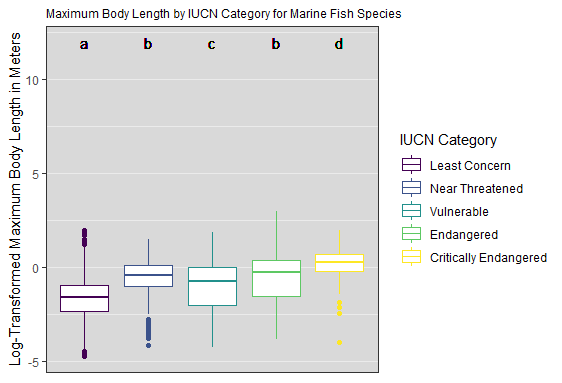 Maximum Body Length by IUCN Category for Marine Fish Species
Log-Transformed Maximum Body Length in Meters
a b c b d
10
5
0
-5
IUCN Category
Least Concern
Near Threatened
Vulnerable
Endangered
Critically Endangered